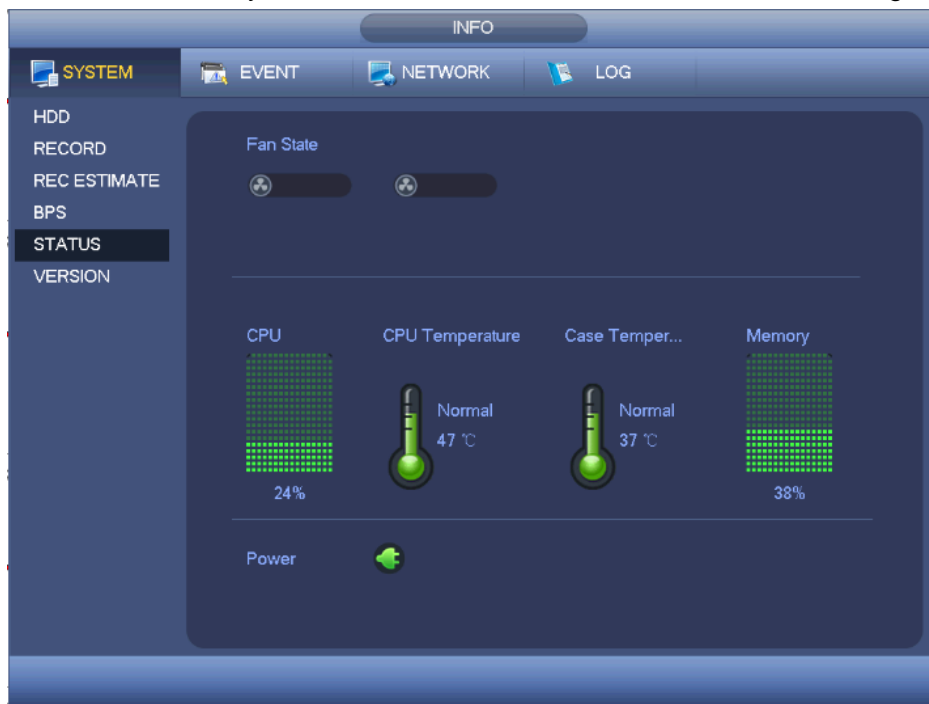 INFO
SYSTEM
EVENT
NETWORK
LOG
HDD
RECORD
REC ESTIMATE
BPS
STATUS
VERSION
Fan State
CPU
CPU Temperature
Case Temper...
Memory
Normal
47 ℃
Normal
37 ℃
24%
38%
Power